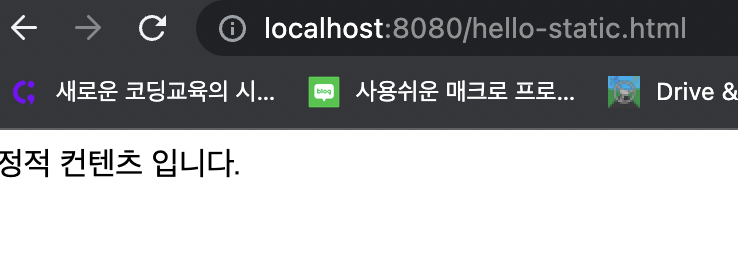 localhost:8080/hello-static.html
새로운 코딩교육의 시... blog 사용쉬운 매크로 프로... Drive &
정적 컨텐츠 입니다.